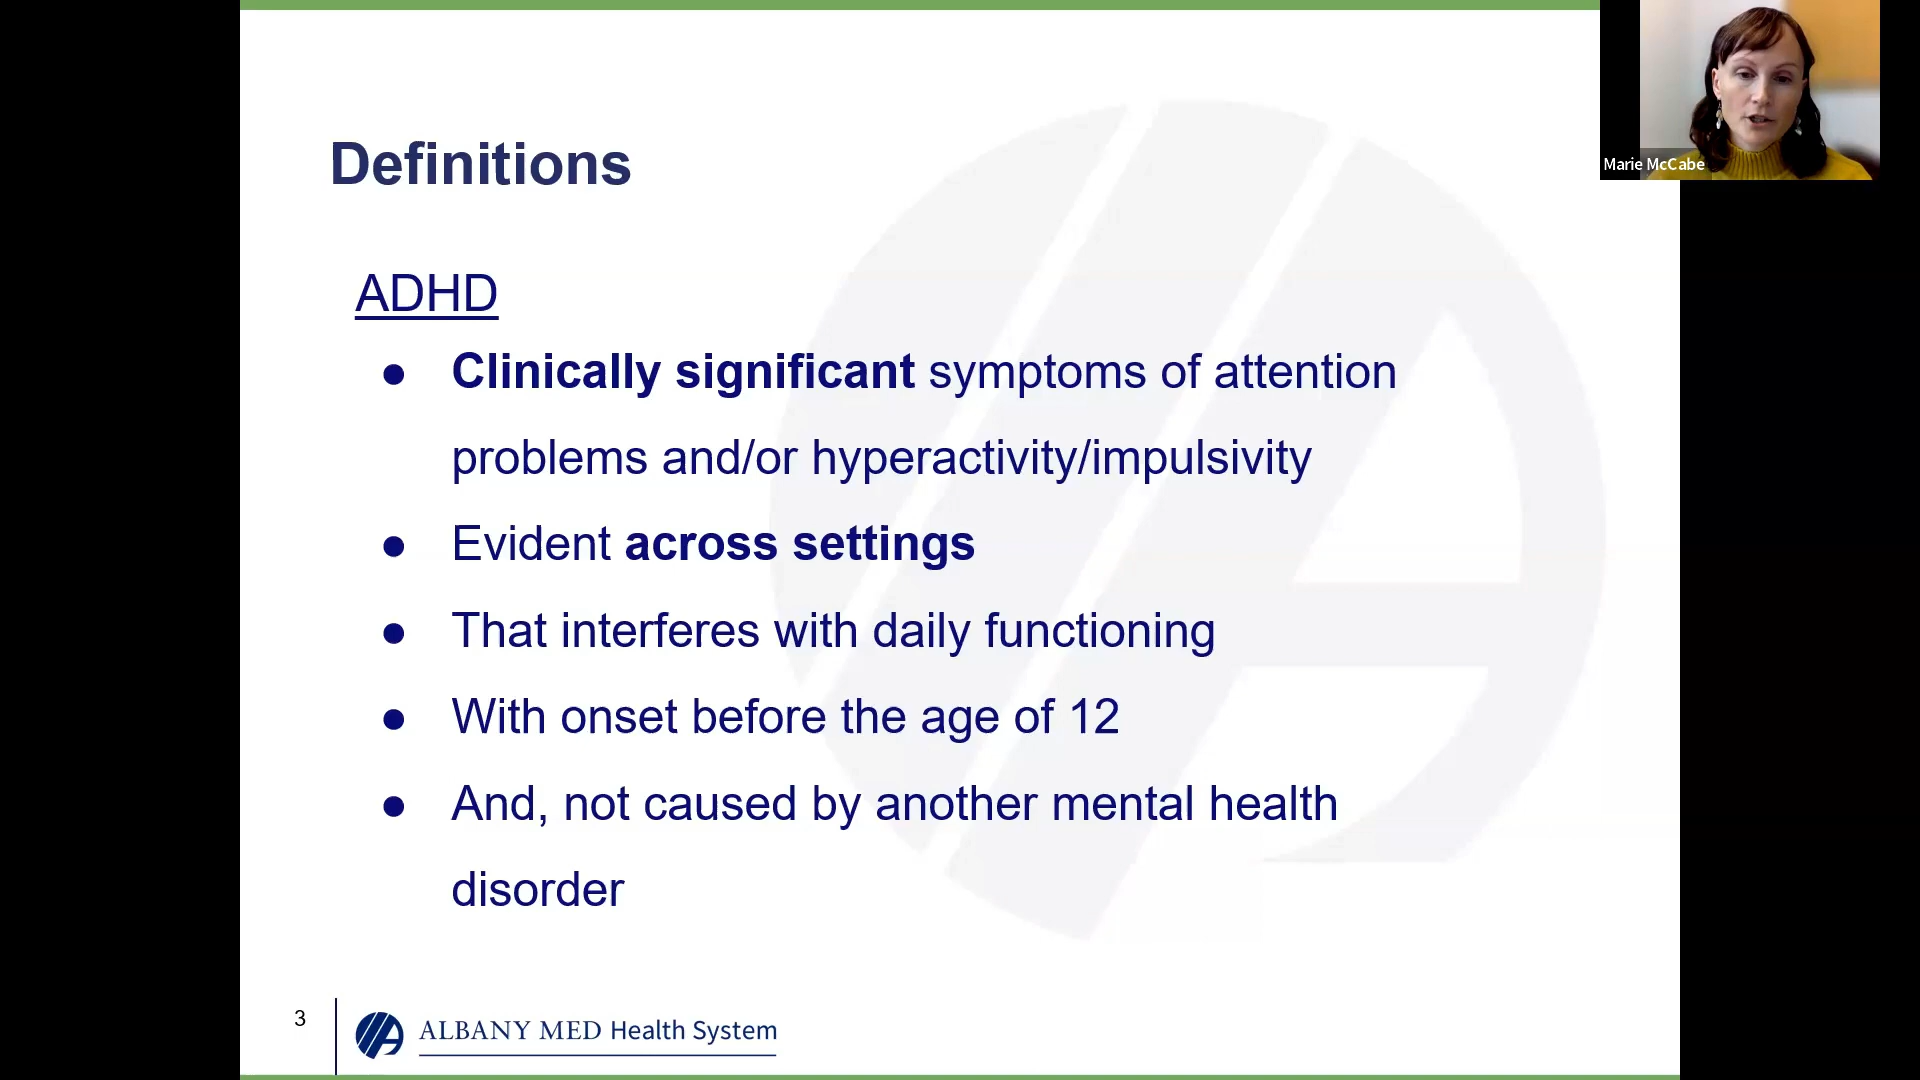 Marie McCabe
Definitions
ADHD
● Clinically significant symptoms of attention
problems and/or hyperactivity/impulsivity
● Evident across settings
● That interferes with daily functioning
● With onset before the age of 12
● And, not caused by another mental health
disorder
3
ALBANY MED Health System